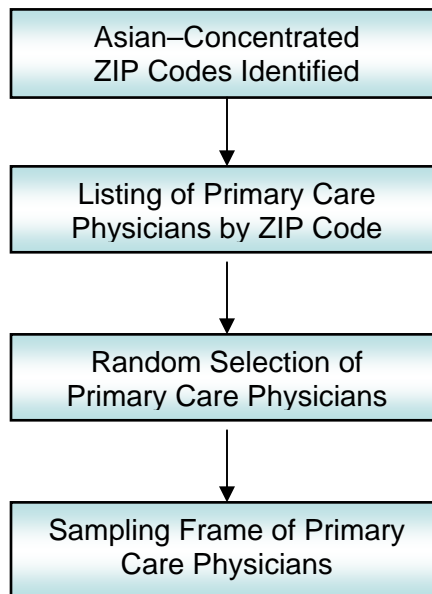 Asian–Concentrated
ZIP Codes Identified
Listing of Primary Care
Physicians by ZIP Code
Random Selection of
Primary Care Physicians
Sampling Frame of Primary
Care Physicians